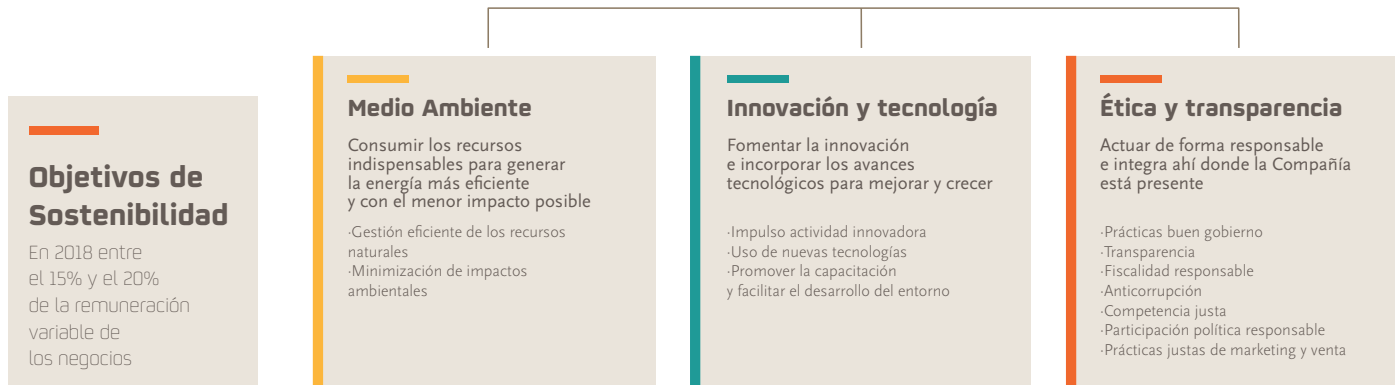 Objetivos de
Sostenibilidad
En 2018 entre
el 15% y el 20%
de la remuneración
variable de
los negocios
Medio Ambiente
Consumir los recursos
indispensables para generar
la energía más eficiente
y con el menor impacto posible
·Gestión eficiente de los recursos
naturales
·Minimización de impactos
ambientales
Innovación y tecnología
Fomentar la innovación
e incorporar los avances
tecnológicos para mejorar y crecer
·Impulso actividad innovadora
·Uso de nuevas tecnologías
·Promover la capacitación
y facilitar el desarrollo del entorno
Ética y transparencia
Actuar de forma responsable
e integra ahí donde la Compañía
está presente
·Prácticas buen gobierno
·Transparencia
·Fiscalidad responsable
·Anticorrupción
·Competencia justa
·Participación política responsable
·Prácticas justas de marketing y venta